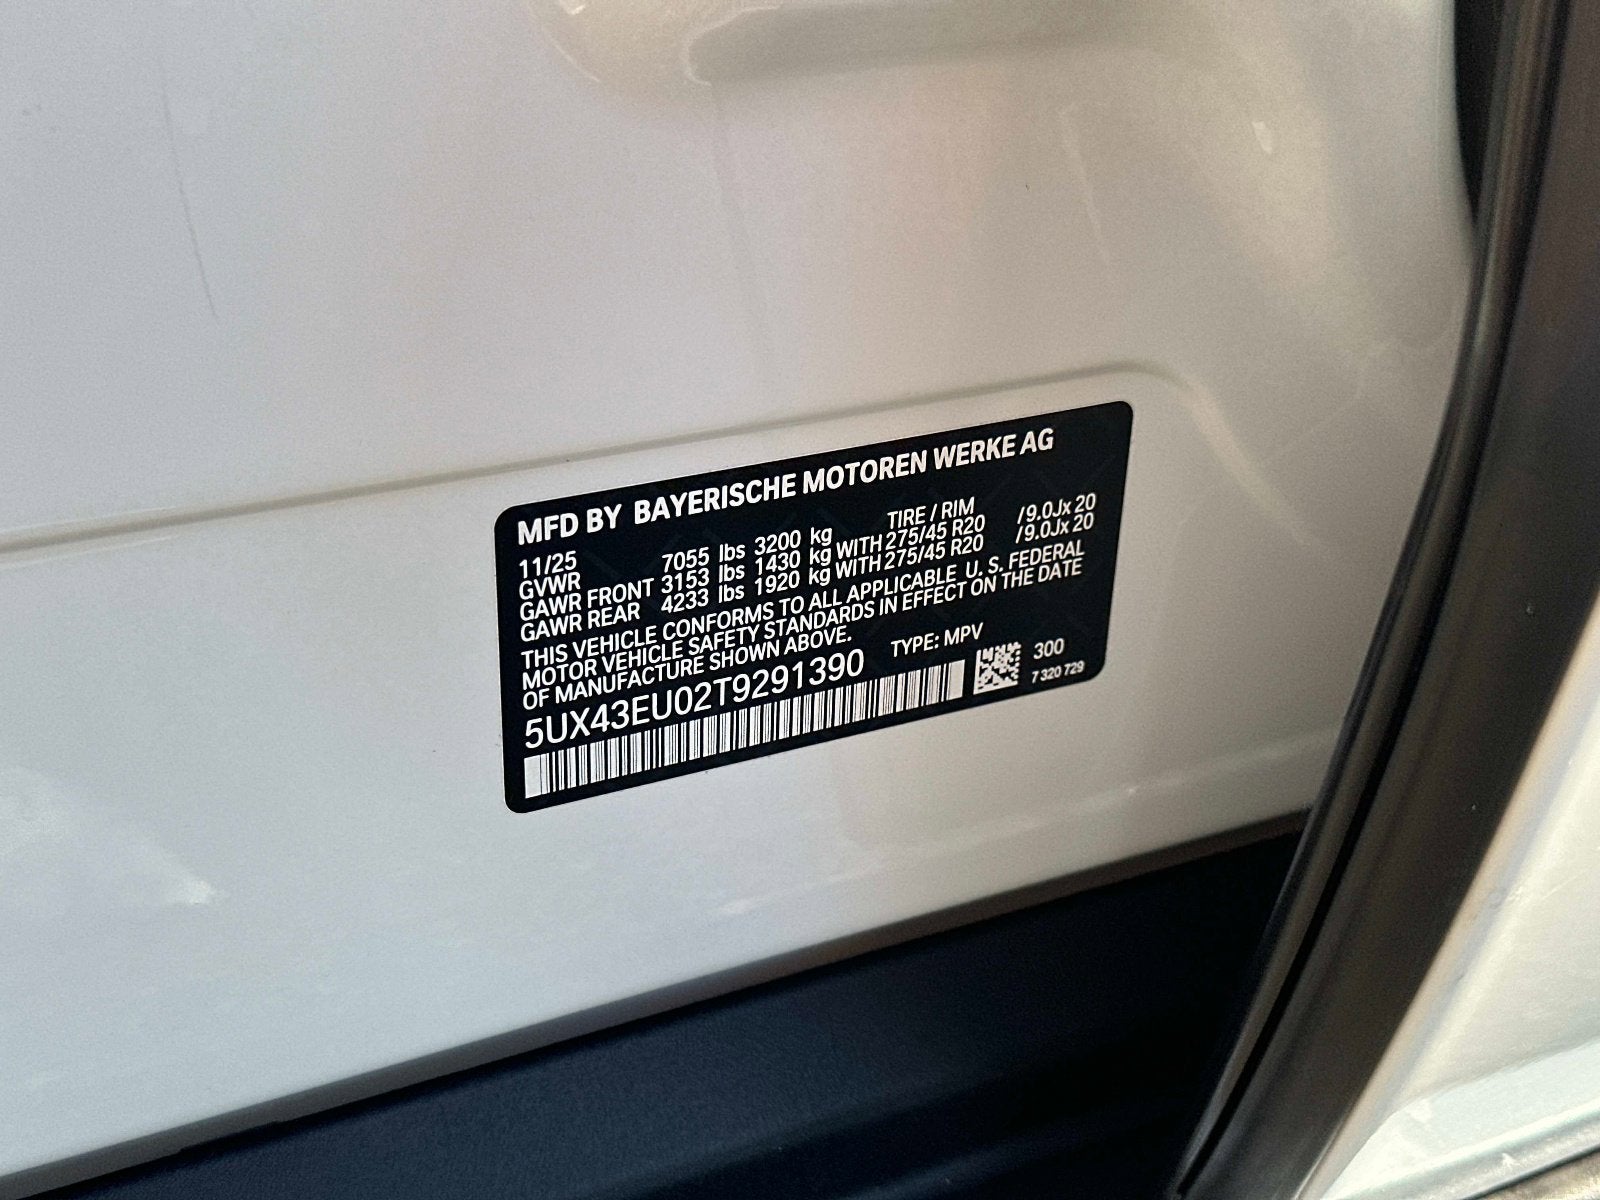 MFD BY BAYERISCHE MOTOREN WERKE AG
11/25 TIRE / RIM
GVWR 7055 lbs 3200 kg
GAWR FRONT 3153 lbs 1430 kg WITH 275/45 R20 /9.0Jx 20
GAWR REAR 4233 lbs 1920 kg WITH 275/45 R20 /9.0Jx 20
THIS VEHICLE CONFORMS TO ALL APPLICABLE U. S. FEDERAL
MOTOR VEHICLE SAFETY STANDARDS IN EFFECT ON THE DATE
OF MANUFACTURE SHOWN ABOVE.
5UX43EU02T9291390 TYPE: MPV
300
7 320 729